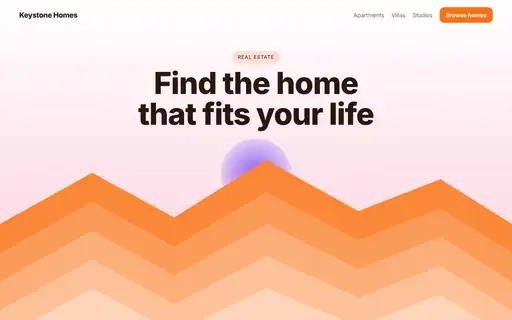 Keystone Homes
Apartments
Villas
Studios
Browse homes
REAL ESTATE
Find the home
that fits your life